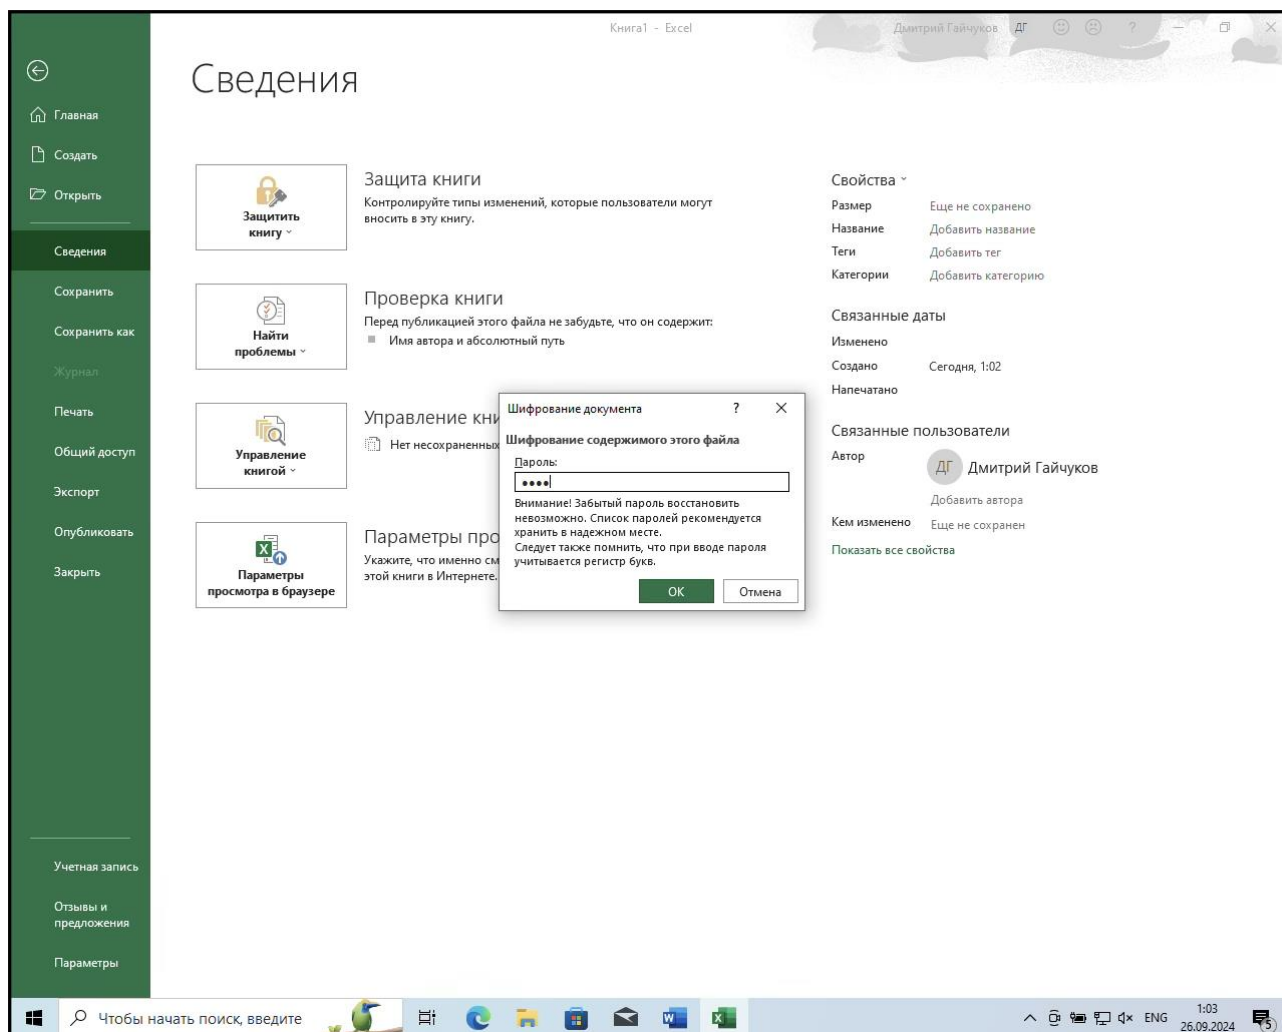 Книга1 - Excel
Дмитрий Гайчуков ДГ
Сведения
Главная
Создать
Открыть
Сведения
Сохранить
Сохранить как
Журнал
Печать
Общий доступ
Экспорт
Опубликовать
Закрыть
Учетная запись
Отзывы и
предложения
Параметры
Защитить
книгу
Защита книги
Контролируйте типы изменений, которые пользователи могут
вносить в эту книгу.
Найти
проблемы
Проверка книги
Перед публикацией этого файла не забудьте, что он содержит:
Имя автора и абсолютный путь
Управление
книгой
Управление кни
Нет несохраненных
Параметры
просмотра в браузере
Параметры про
Укажите, что именно см
этой книги в Интернете.
Шифрование документа ?
Шифрование содержимого этого файла
Пароль:
••••
Внимание! Забытый пароль восстановить
невозможно. Список паролей рекомендуется
хранить в надежном месте.
Следует также помнить, что при вводе пароля
учитывается регистр букв.
ОК Отмена
Свойства
Размер Еще не сохранено
Название Добавить название
Теги Добавить тег
Категории Добавить категорию
Связанные даты
Изменено
Создано Сегодня, 1:02
Напечатано
Связанные пользователи
Автор ДГ Дмитрий Гайчуков
Добавить автора
Кем изменено Еще не сохранен
Показать все свойства
Чтобы начать поиск, введите
ENG
1:03
26.09.2024